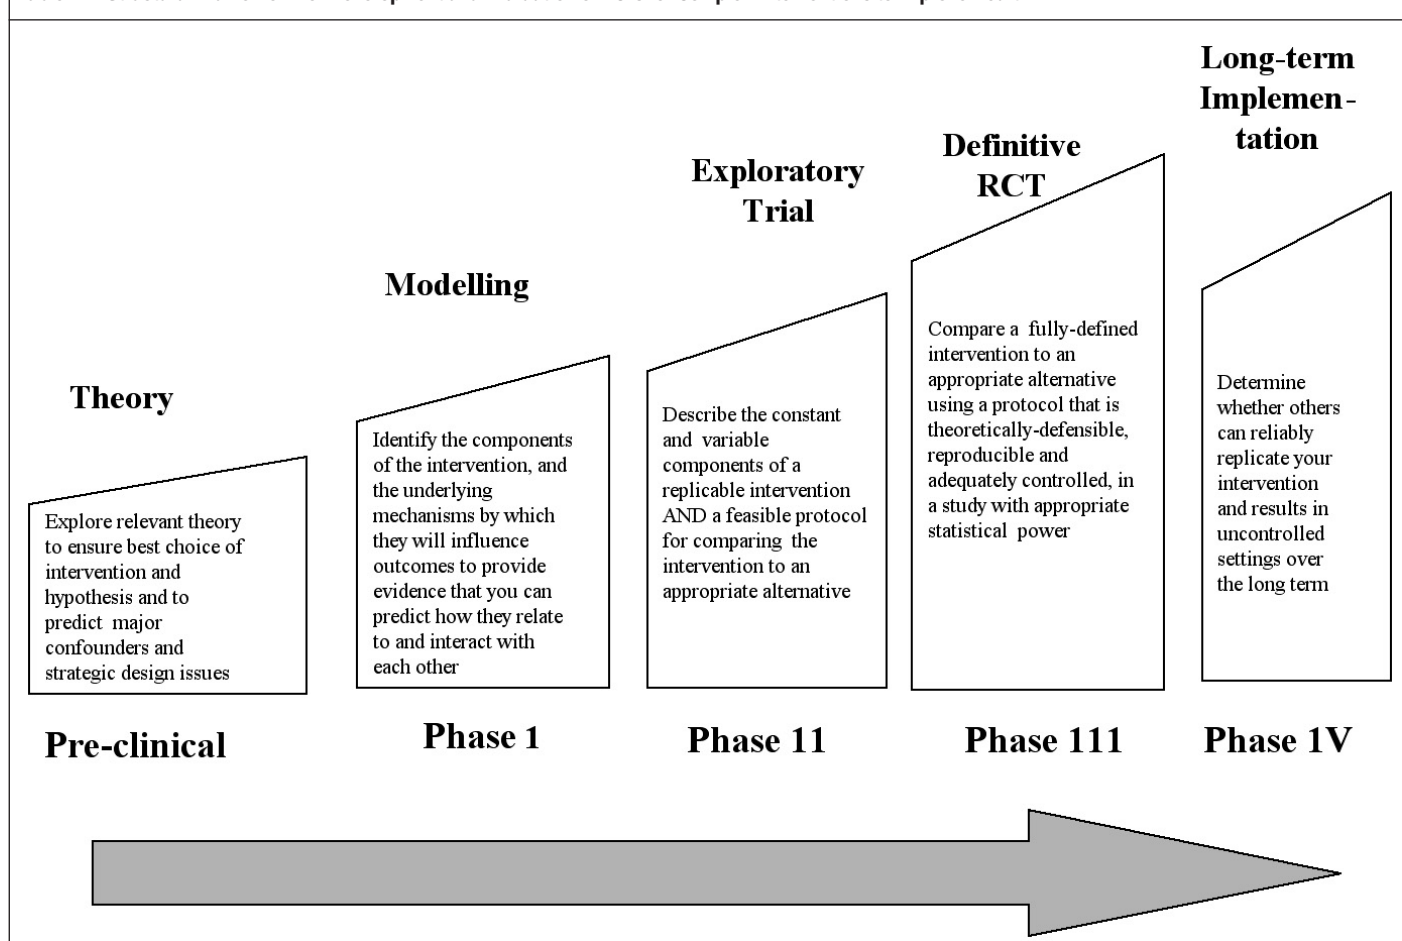 Long-term
Implemen-
tation
Definitive
RCT
Exploratory
Trial
Modelling
Theory
Explore relevant theory
to ensure best choice of
intervention and
hypothesis and to
predict major
confounders and
strategic design issues
Identify the components
of the intervention, and
the underlying
mechanisms by which
they will influence
outcomes to provide
evidence that you can
predict how they relate
to and interact with
each other
Describe the constant
and variable
components of a
replicable intervention
AND a feasible protocol
for comparing the
intervention to an
appropriate alternative
Compare a fully-defined
intervention to an
appropriate alternative
using a protocol that is
theoretically-defensible,
reproducible and
adequately controlled, in
a study with appropriate
statistical power
Determine
whether others
can reliably
replicate your
intervention
and results in
uncontrolled
settings over
the long term
Pre-clinical
Phase 1
Phase 11
Phase 111
Phase 1V